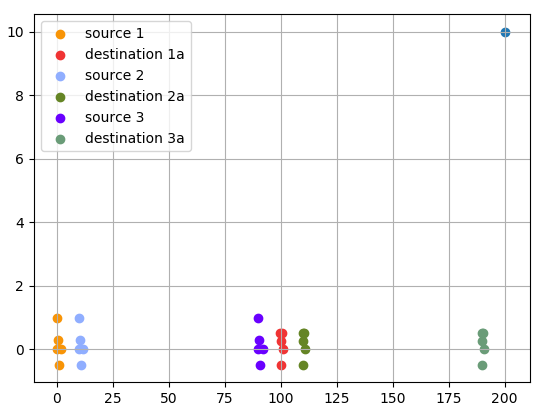 source 1
destination 1a
source 2
destination 2a
source 3
destination 3a
10
8
6
4
2
0
0 25 50 75 100 125 150 175 200